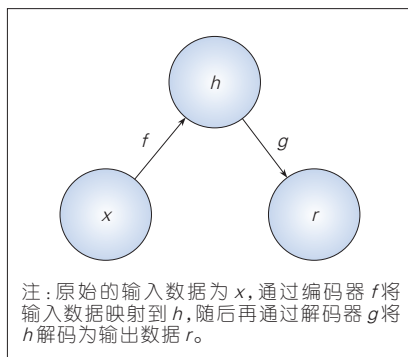 h
f
g
x
r
注:原始的输入数据为 x,通过编码器 f 将
输入数据映射到 h,随后再通过解码器 g 将
h 解码为输出数据 r。